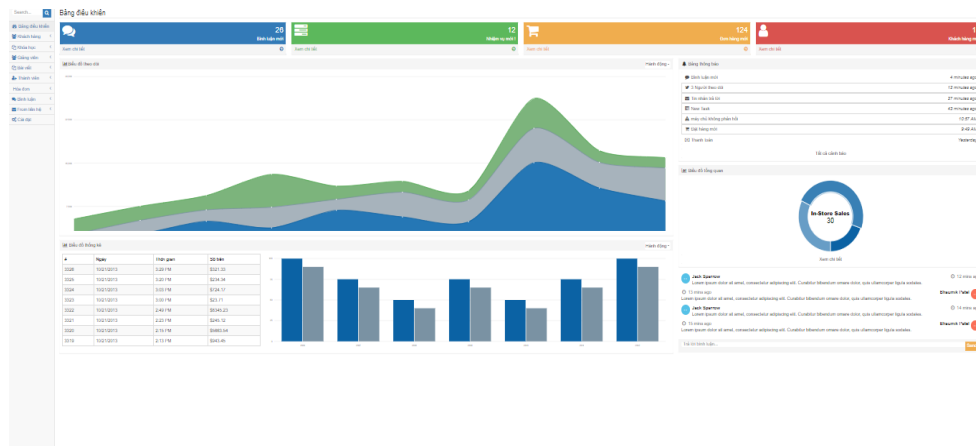 Search...
Bảng điều khiển
Bảng điều khiển
Khách hàng
Khóa học
Giảng viên
Bài viết
Thành viên
Hóa đơn
Bình luận
Form liên hệ
Cài đặt
26
Bình luận mới
Xem chi tiết
12
Nhiệm vụ mới !
Xem chi tiết
124
Đơn hàng mới
Xem chi tiết
Khách hàng
Xem chi tiết
Biểu đồ theo dõi
Hành động
Bảng thông báo
Bình luận mới
4 minutes ago
3 Người theo dõi
12 minutes ago
Tin nhắn trả lời
27 minutes ago
New Task
43 minutes ago
Máy chủ không phản hồi
Đặt hàng mới
Thanh toán
Yesterday
Tất cả cảnh báo
Biểu đồ tổng quan
In-Store Sales
30
Xem chi tiết
Biểu đồ thống kê
Hành động
# Ngày Thời gian Số tiền
3326 10/21/2013 3:29 PM $321.33
3325 10/21/2013 3:20 PM $234.34
3324 10/21/2013 3:03 PM $724.17
3323 10/21/2013 3:00 PM $23.71
3322 10/21/2013 2:49 PM $8345.23
3321 10/21/2013 2:23 PM $245.12
3320 10/21/2013 2:15 PM $5663.54
3319 10/21/2013 2:13 PM $943.45
Jack Sparrow
Lorem ipsum dolor sit amet, consectetur adipiscing elit. Curabitur bibendum ornare dolor, quis ullamcorper ligula sodales.
13 mins ago
Bhaumik Patel
Lorem ipsum dolor sit amet, consectetur adipiscing elit. Curabitur bibendum ornare dolor, quis ullamcorper ligula sodales.
Jack Sparrow
14 mins
Lorem ipsum dolor sit amet, consectetur adipiscing elit. Curabitur bibendum ornare dolor, quis ullamcorper ligula sodales.
15 mins ago
Bhaumik Patel
Lorem ipsum dolor sit amet, consectetur adipiscing elit. Curabitur bibendum ornare dolor, quis ullamcorper ligula sodales.
Trả lời bình luận...